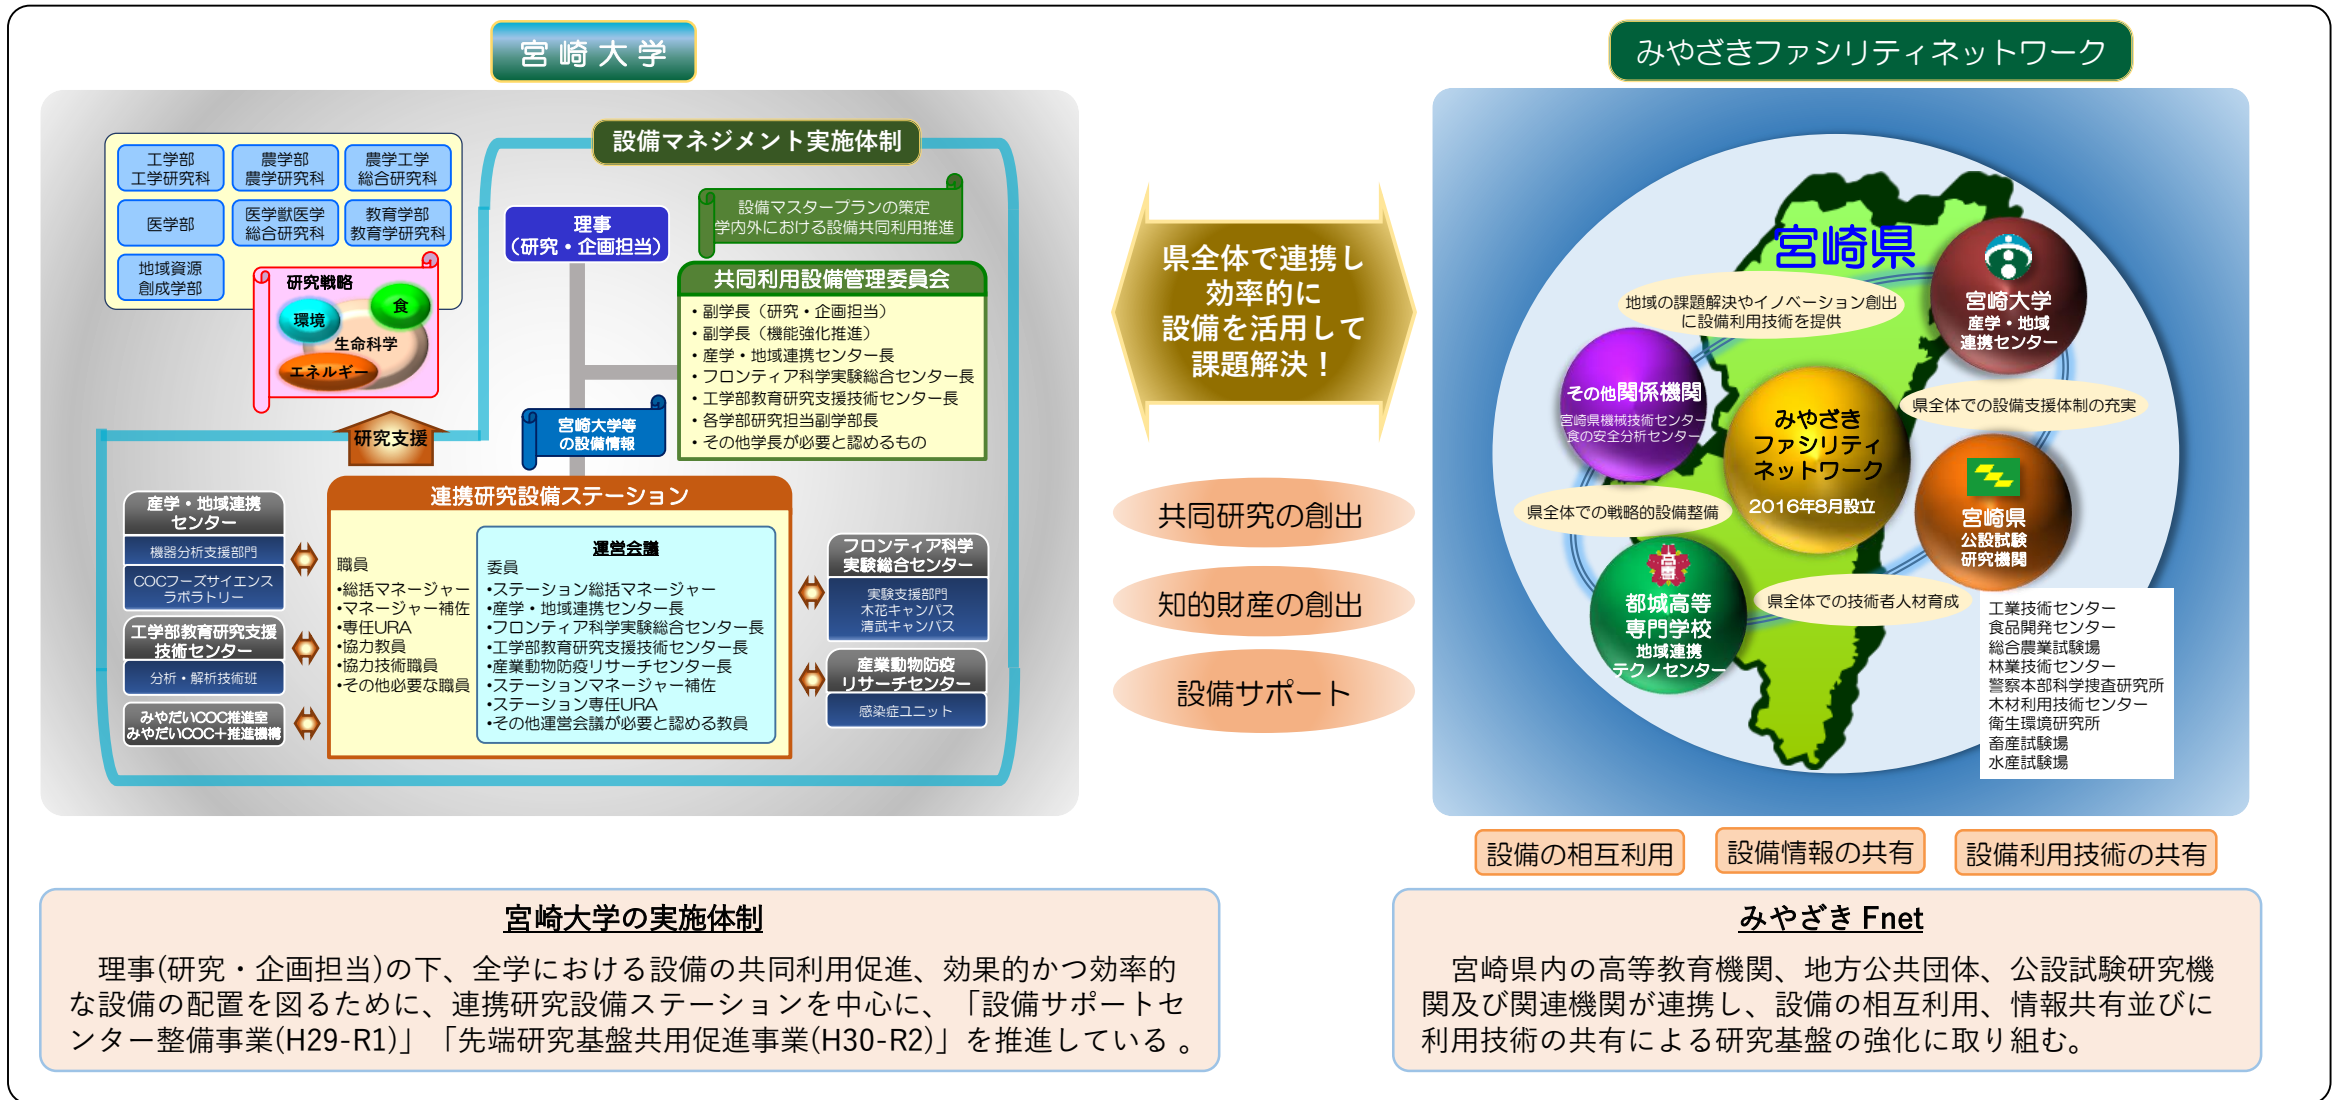 宮崎大学
みやざきファシリティネットワーク
設備マネジメント実施体制
工学部
工学研究科
農学部
農学研究科
農学工学
総合研究科
医学部
医学獣医学
総合研究科
教育学部
教育学研究科
地域資源
創成学部
研究戦略
環境
食
生命科学
エネルギー
研究支援
理事
(研究・企画担当)
設備マスタープランの策定
学内外における設備共同利用推進
共同利用設備管理委員会
・副学長(研究・企画担当)
・副学長(機能強化推進)
・産学・地域連携センター長
・フロンティア科学実験総合センター長
・工学部教育研究支援技術センター長
・各学部研究担当副学部長
・その他学長が必要と認めるもの
宮崎大学等
の設備情報
連携研究設備ステーション
職員
•総括マネージャー
•マネージャー補佐
•専任URA
•協力教員
•協力技術職員
•その他必要な職員
運営会議
委員
•ステーション総括マネージャー
•産学・地域連携センター長
•フロンティア科学実験総合センター長
•工学部教育研究支援技術センター長
•産業動物防疫リサーチセンター長
•ステーションマネージャー補佐
•ステーション専任URA
•その他運営会議が必要と認める教員
産学・地域連携
センター
機器分析支援部門
COCフーズサイエンス
ラボラトリー
工学部教育研究支援
技術センター
分析・解析技術班
みやだいCOC推進室
みやだいCOC+推進機構
フロンティア科学
実験総合センター
実験支援部門
木花キャンパス
清武キャンパス
産業動物防疫
リサーチセンター
感染症ユニット
県全体で連携し
効率的に
設備を活用して
課題解決！
共同研究の創出
知的財産の創出
設備サポート
宮崎県
地域の課題解決やイノベーション創出
に設備利用技術を提供
宮崎大学
産学・地域
連携センター
その他関係機関
宮崎県機械技術センター
食の安全分析センター
県全体での設備支援体制の充実
みやざき
ファシリティ
ネットワーク
2016年8月設立
県全体での戦略的設備整備
宮崎県
公設試験
研究機関
高専
都城高等
専門学校
地域連携
テクノセンター
県全体での技術者人材育成
工業技術センター
食品開発センター
総合農業試験場
林業技術センター
警察本部科学捜査研究所
木材利用技術センター
衛生環境研究所
畜産試験場
水産試験場
設備の相互利用
設備情報の共有
設備利用技術の共有
宮崎大学の実施体制
理事(研究・企画担当)の下、全学における設備の共同利用促進、効果的かつ効率的
な設備の配置を図るために、連携研究設備ステーションを中心に、「設備サポートセ
ンター整備事業(H29-R1)」「先端研究基盤共用促進事業(H30-R2)」を推進している。
みやざき Fnet
宮崎県内の高等教育機関、地方公共団体、公設試験研究機
関及び関連機関が連携し、設備の相互利用、情報共有並びに
利用技術の共有による研究基盤の強化に取り組む。